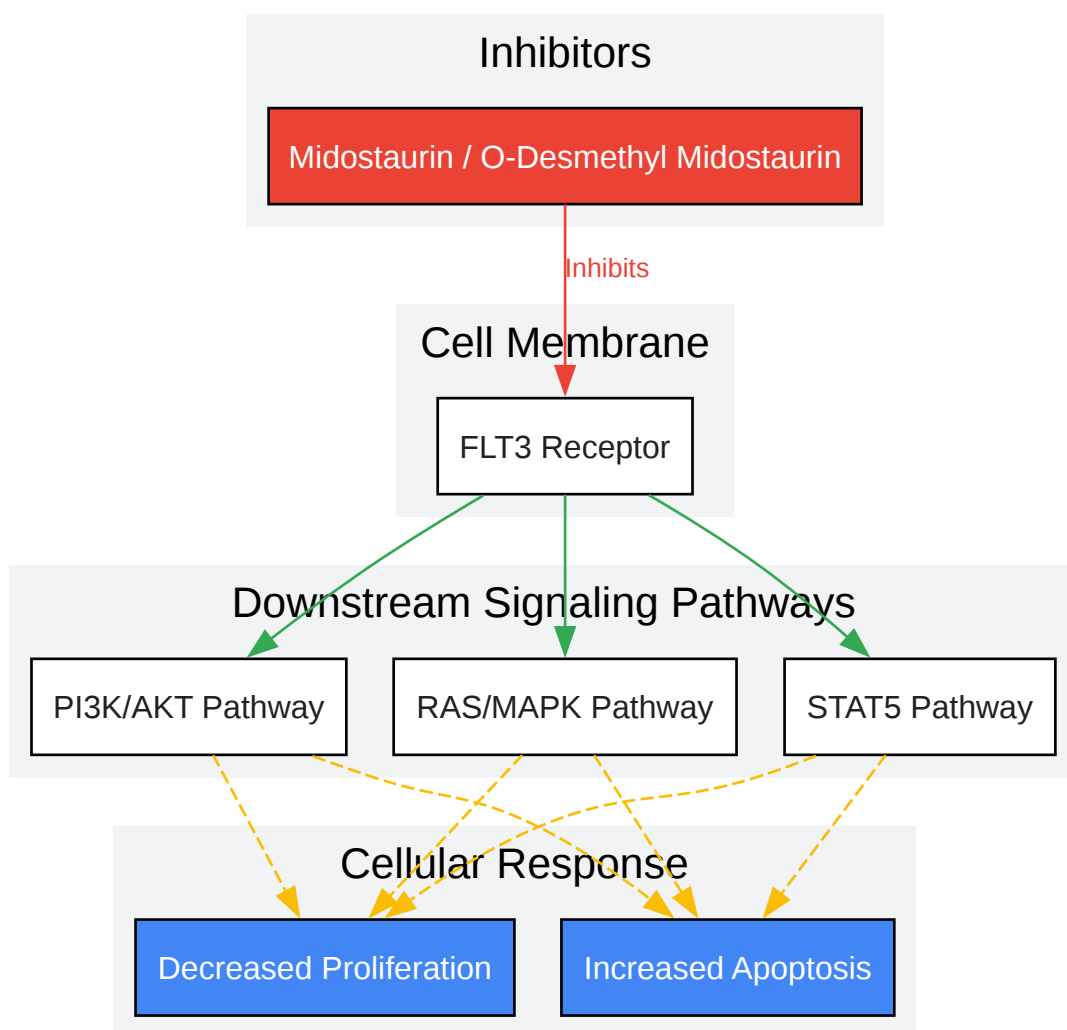 Inhibitors
Midostaurin / O-Desmethyl Midostaurin
Inhibits
Cell Membrane
FLT3 Receptor
Downstream Signaling Pathways
PI3K/AKT Pathway
RAS/MAPK Pathway
STAT5 Pathway
Cellular Response
Decreased Proliferation
Increased Apoptosis